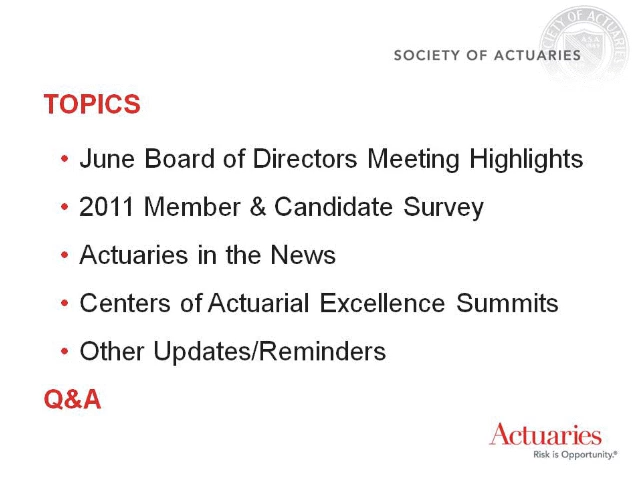 SOCIETY OF ACTUARIES
TOPICS
• June Board of Directors Meeting Highlights
• 2011 Member & Candidate Survey
• Actuaries in the News
• Centers of Actuarial Excellence Summits
• Other Updates/Reminders
Q&A
Actuaries
Risk is Opportunity.®